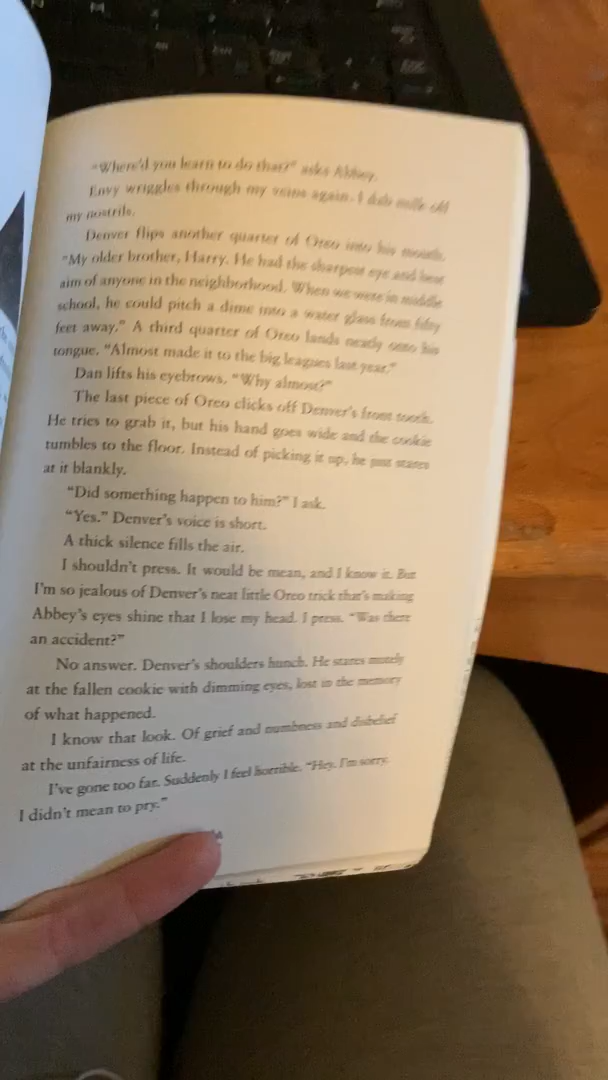 "Where'd you learn to do that?" asks Abbey.
Envy wriggles through my veins again. I dab milk off
my nostrils.
Denver flips another quarter of Oreo into his mouth.
"My older brother, Harry. He had the sharpest eye and best
aim of anyone in the neighborhood. When we were in middle
school, he could pitch a dime into a water glass from fifty
feet away." A third quarter of Oreo lands neatly onto his
tongue. "Almost made it to the big leagues last year."
Dan lifts his eyebrows. "Why almost?"
The last piece of Oreo clicks off Denver's front tooth.
He tries to grab it, but his hand goes wide and the cookie
tumbles to the floor. Instead of picking it up, he just stares
at it blankly.
"Did something happen to him?" I ask.
"Yes." Denver's voice is short.
A thick silence fills the air.
I shouldn't press. It would be mean, and I know it. But
I'm so jealous of Denver's neat little Oreo trick that's making
Abbey's eyes shine that I lose my head. I press. "Was there
an accident?"
No answer. Denver's shoulders hunch. He stares mutely
at the fallen cookie with dimming eyes, lost in the memory
of what happened.
I know that look. Of grief and numbness and disbelief
at the unfairness of life.
I've gone too far. Suddenly I feel horrible. "Hey. I'm sorry.
I didn't mean to pry."